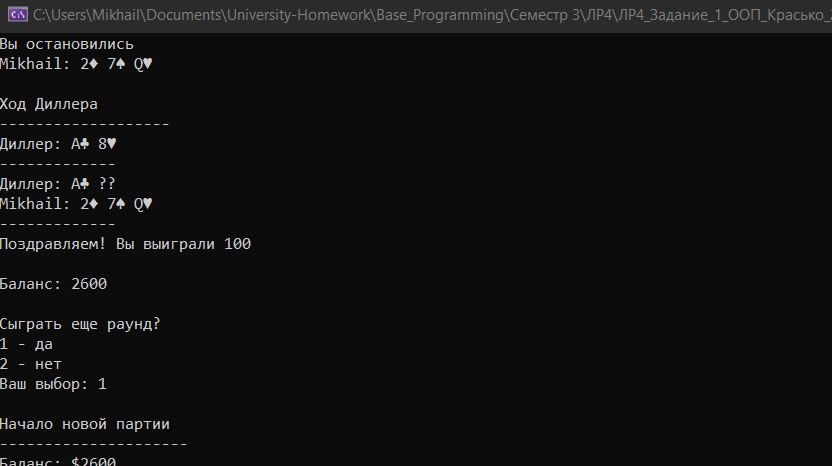 C:\Users\Mikhail\Documents\University-Homework\Base_Programming\Семестр 3\ЛР4\ЛР4_Задание_1_ООП_Красько_
Вы остановились
Mikhail: 2♦ 7♠ Q♥
Ход Диллера
-------------------
Диллер: A♣ 8♥
-------------
Диллер: A♣ ??
Mikhail: 2♦ 7♠ Q♥
-------------
Поздравляем! Вы выиграли 100
Баланс: 2600
Сыграть еще раунд?
1 - да
2 - нет
Ваш выбор: 1
Начало новой партии
---------------------
Баланс: $2600